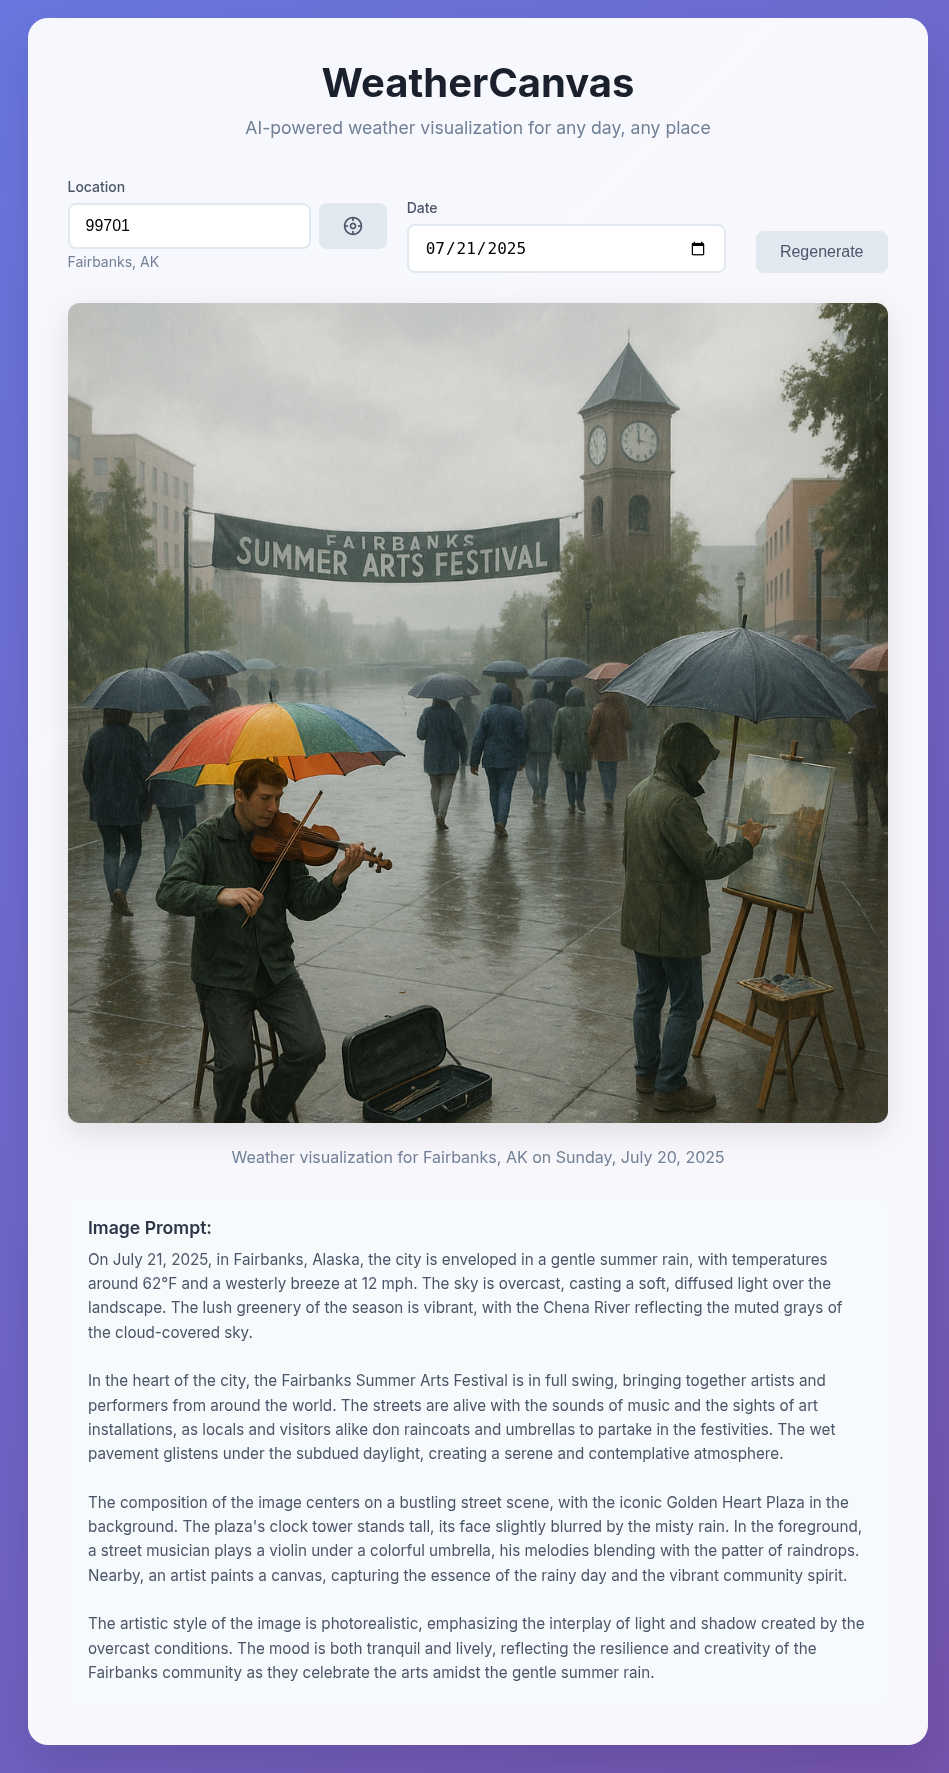 WeatherCanvas
AI-powered weather visualization for any day, any place
Location
99701
Fairbanks, AK
Date
07/21/2025
Regenerate
FAIRBANKS
SUMMER ARTS FESTIVAL
Weather visualization for Fairbanks, AK on Sunday, July 20, 2025
Image Prompt:
On July 21, 2025, in Fairbanks, Alaska, the city is enveloped in a gentle summer rain, with temperatures
around 62°F and a westerly breeze at 12 mph. The sky is overcast, casting a soft, diffused light over the
landscape. The lush greenery of the season is vibrant, with the Chena River reflecting the muted grays of
the cloud-covered sky.
In the heart of the city, the Fairbanks Summer Arts Festival is in full swing, bringing together artists and
performers from around the world. The streets are alive with the sounds of music and the sights of art
installations, as locals and visitors alike don raincoats and umbrellas to partake in the festivities. The wet
pavement glistens under the subdued daylight, creating a serene and contemplative atmosphere.
The composition of the image centers on a bustling street scene, with the iconic Golden Heart Plaza in the
background. The plaza's clock tower stands tall, its face slightly blurred by the misty rain. In the foreground,
a street musician plays a violin under a colorful umbrella, his melodies blending with the patter of raindrops.
Nearby, an artist paints a canvas, capturing the essence of the rainy day and the vibrant community spirit.
The artistic style of the image is photorealistic, emphasizing the interplay of light and shadow created by the
overcast conditions. The mood is both tranquil and lively, reflecting the resilience and creativity of the
Fairbanks community as they celebrate the arts amidst the gentle summer rain.